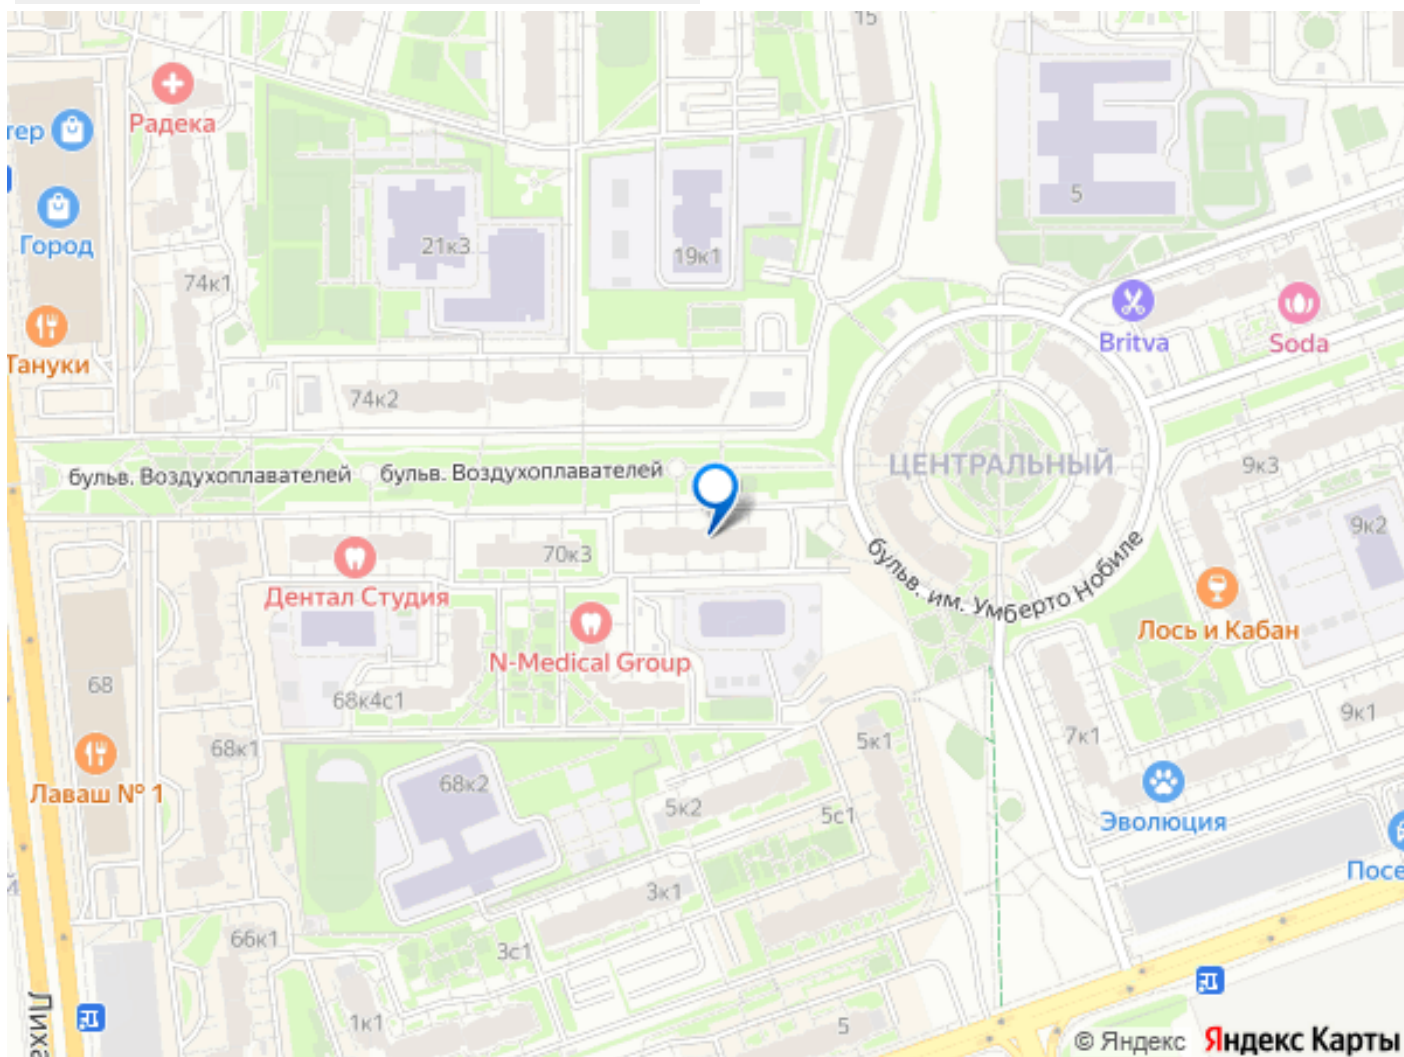 15
Радека
тер
5
Город
21к3
19к1
74к1
Britva
Soda
Тануки
74к2
бульв. Воздухоплавателей
бульв. Воздухоплавателей
ЦЕНТРАЛЬНЫЙ
9к3
9к2
70к3
бульв. им. Умберто Нобиле
Дентал Студия
Лось и Кабан
N-Medical Group
68
68к4с1
9к1
68к1
5к1
7к1
68к2
Лаваш № 1
5к2
5с1
Эволюция
Посе
3к1
66к1
3с1
Лиха
1к1
5
© Яндекс Яндекс Карты